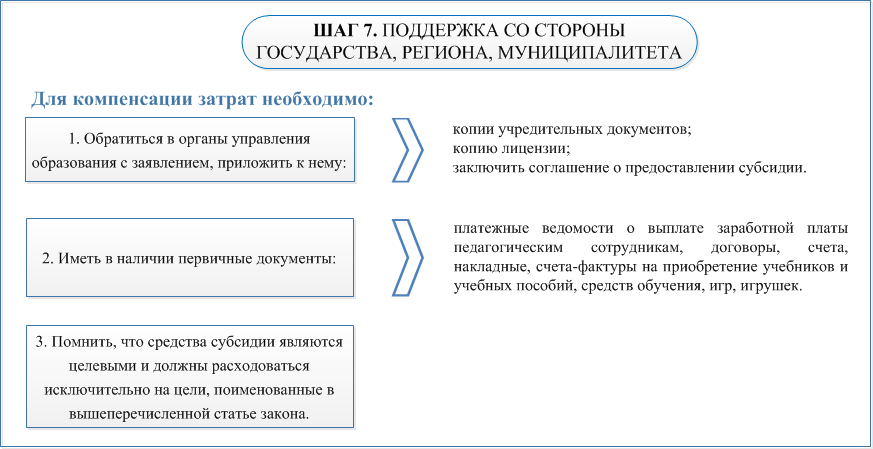 ШАГ 7. ПОДДЕРЖКА СО СТОРОНЫ
ГОСУДАРСТВА, РЕГИОНА, МУНИЦИПАЛИТЕТА
Для компенсации затрат необходимо:
1. Обратиться в органы управления
образования с заявлением, приложить к нему:
копии учредительных документов;
копию лицензии;
заключить соглашение о предоставлении субсидии.
2. Иметь в наличии первичные документы:
платежные ведомости о выплате заработной платы
педагогическим сотрудникам, договоры, счета,
накладные, счета-фактуры на приобретение учебников и
учебных пособий, средств обучения, игр, игрушек.
3. Помнить, что средства субсидии являются
целевыми и должны расходоваться
исключительно на цели, поименованные в
вышеперечисленной статье закона.